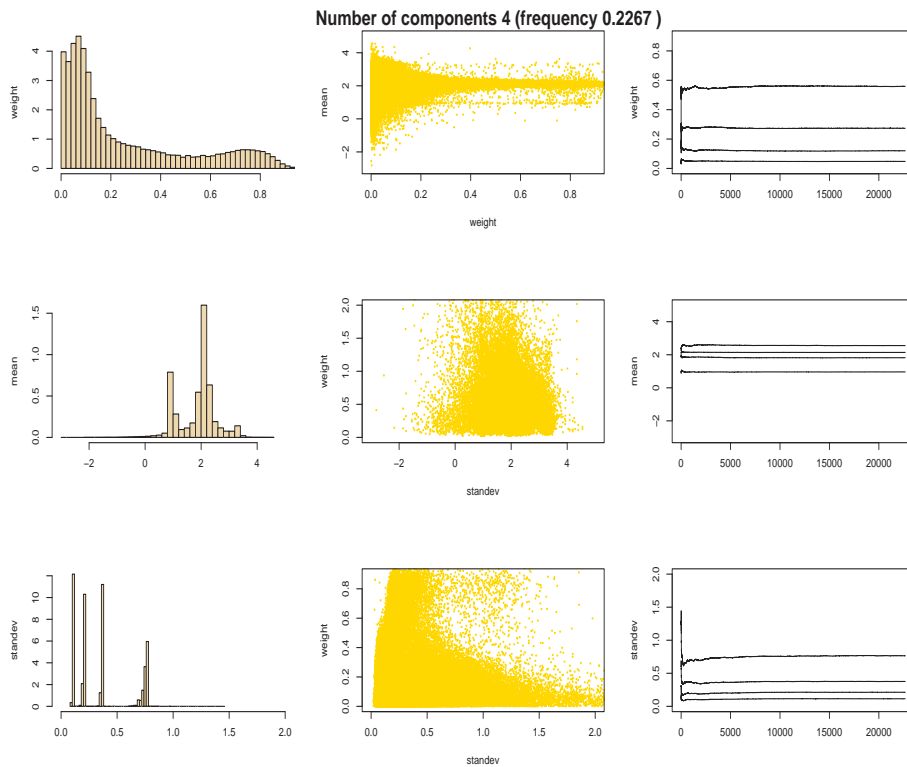 Number of components 4 (frequency 0.2267 )
weight
0 1 2 3 4
0.0 0.2 0.4 0.6 0.8
mean
−2 0 2 4
0.0 0.2 0.4 0.6 0.8
weight
weight
0.0 0.2 0.4 0.6 0.8
0 5000 10000 15000 20000
mean
0.0 0.5 1.0 1.5
−2 0 2 4
weight
0.0 0.5 1.0 1.5 2.0
−2 0 2 4
standev
mean
−2 0 2 4
0 5000 10000 15000 20000
standev
0 2 4 6 8 10
0.0 0.5 1.0 1.5 2.0
weight
0.0 0.2 0.4 0.6 0.8
0.0 0.5 1.0 1.5 2.0
standev
standev
0.0 0.5 1.0 1.5 2.0
0 5000 10000 15000 20000